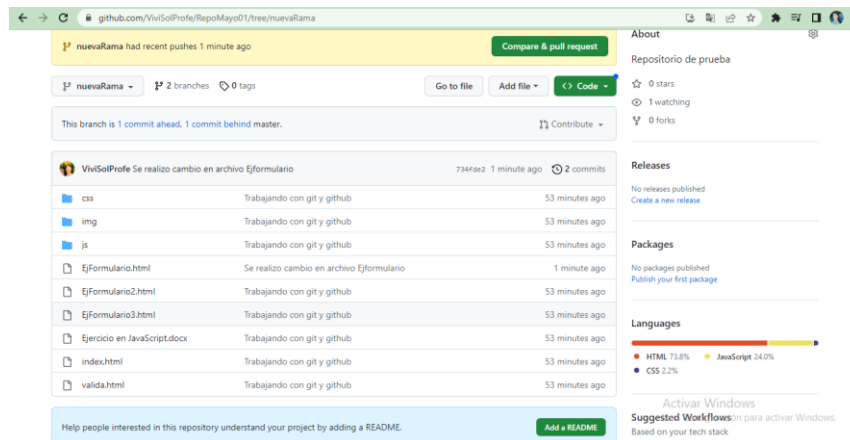 github.com/ViviSolProfe/RepoMayo01/tree/nuevaRama
nuevaRama had recent pushes 1 minute ago
Compare & pull request
nuevaRama
2 branches
0 tags
Go to file
Add file
Code
This branch is 1 commit ahead, 1 commit behind master.
Contribute
ViviSolProfe Se realizo cambio en archivo Ejformulario 734fde2 1 minute ago 2 commits
css Trabajando con git y github 53 minutes ago
img Trabajando con git y github 53 minutes ago
js Trabajando con git y github 53 minutes ago
EjFormulario.html Se realizo cambio en archivo Ejformulario 1 minute ago
EjFormulario2.html Trabajando con git y github 53 minutes ago
EjFormulario3.html Trabajando con git y github 53 minutes ago
Ejercicio en JavaScript.docx Trabajando con git y github 53 minutes ago
index.html Trabajando con git y github 53 minutes ago
valida.html Trabajando con git y github 53 minutes ago
Help people interested in this repository understand your project by adding a README.
Add a README
About
Repositorio de prueba
0 stars
1 watching
0 forks
Releases
No releases published
Create a new release
Packages
No packages published
Publish your first package
Languages
HTML 73.8% JavaScript 24.0%
CSS 2.2%
Activar Windows
Suggested Workflows
para activar Windows.
Based on your tech stack